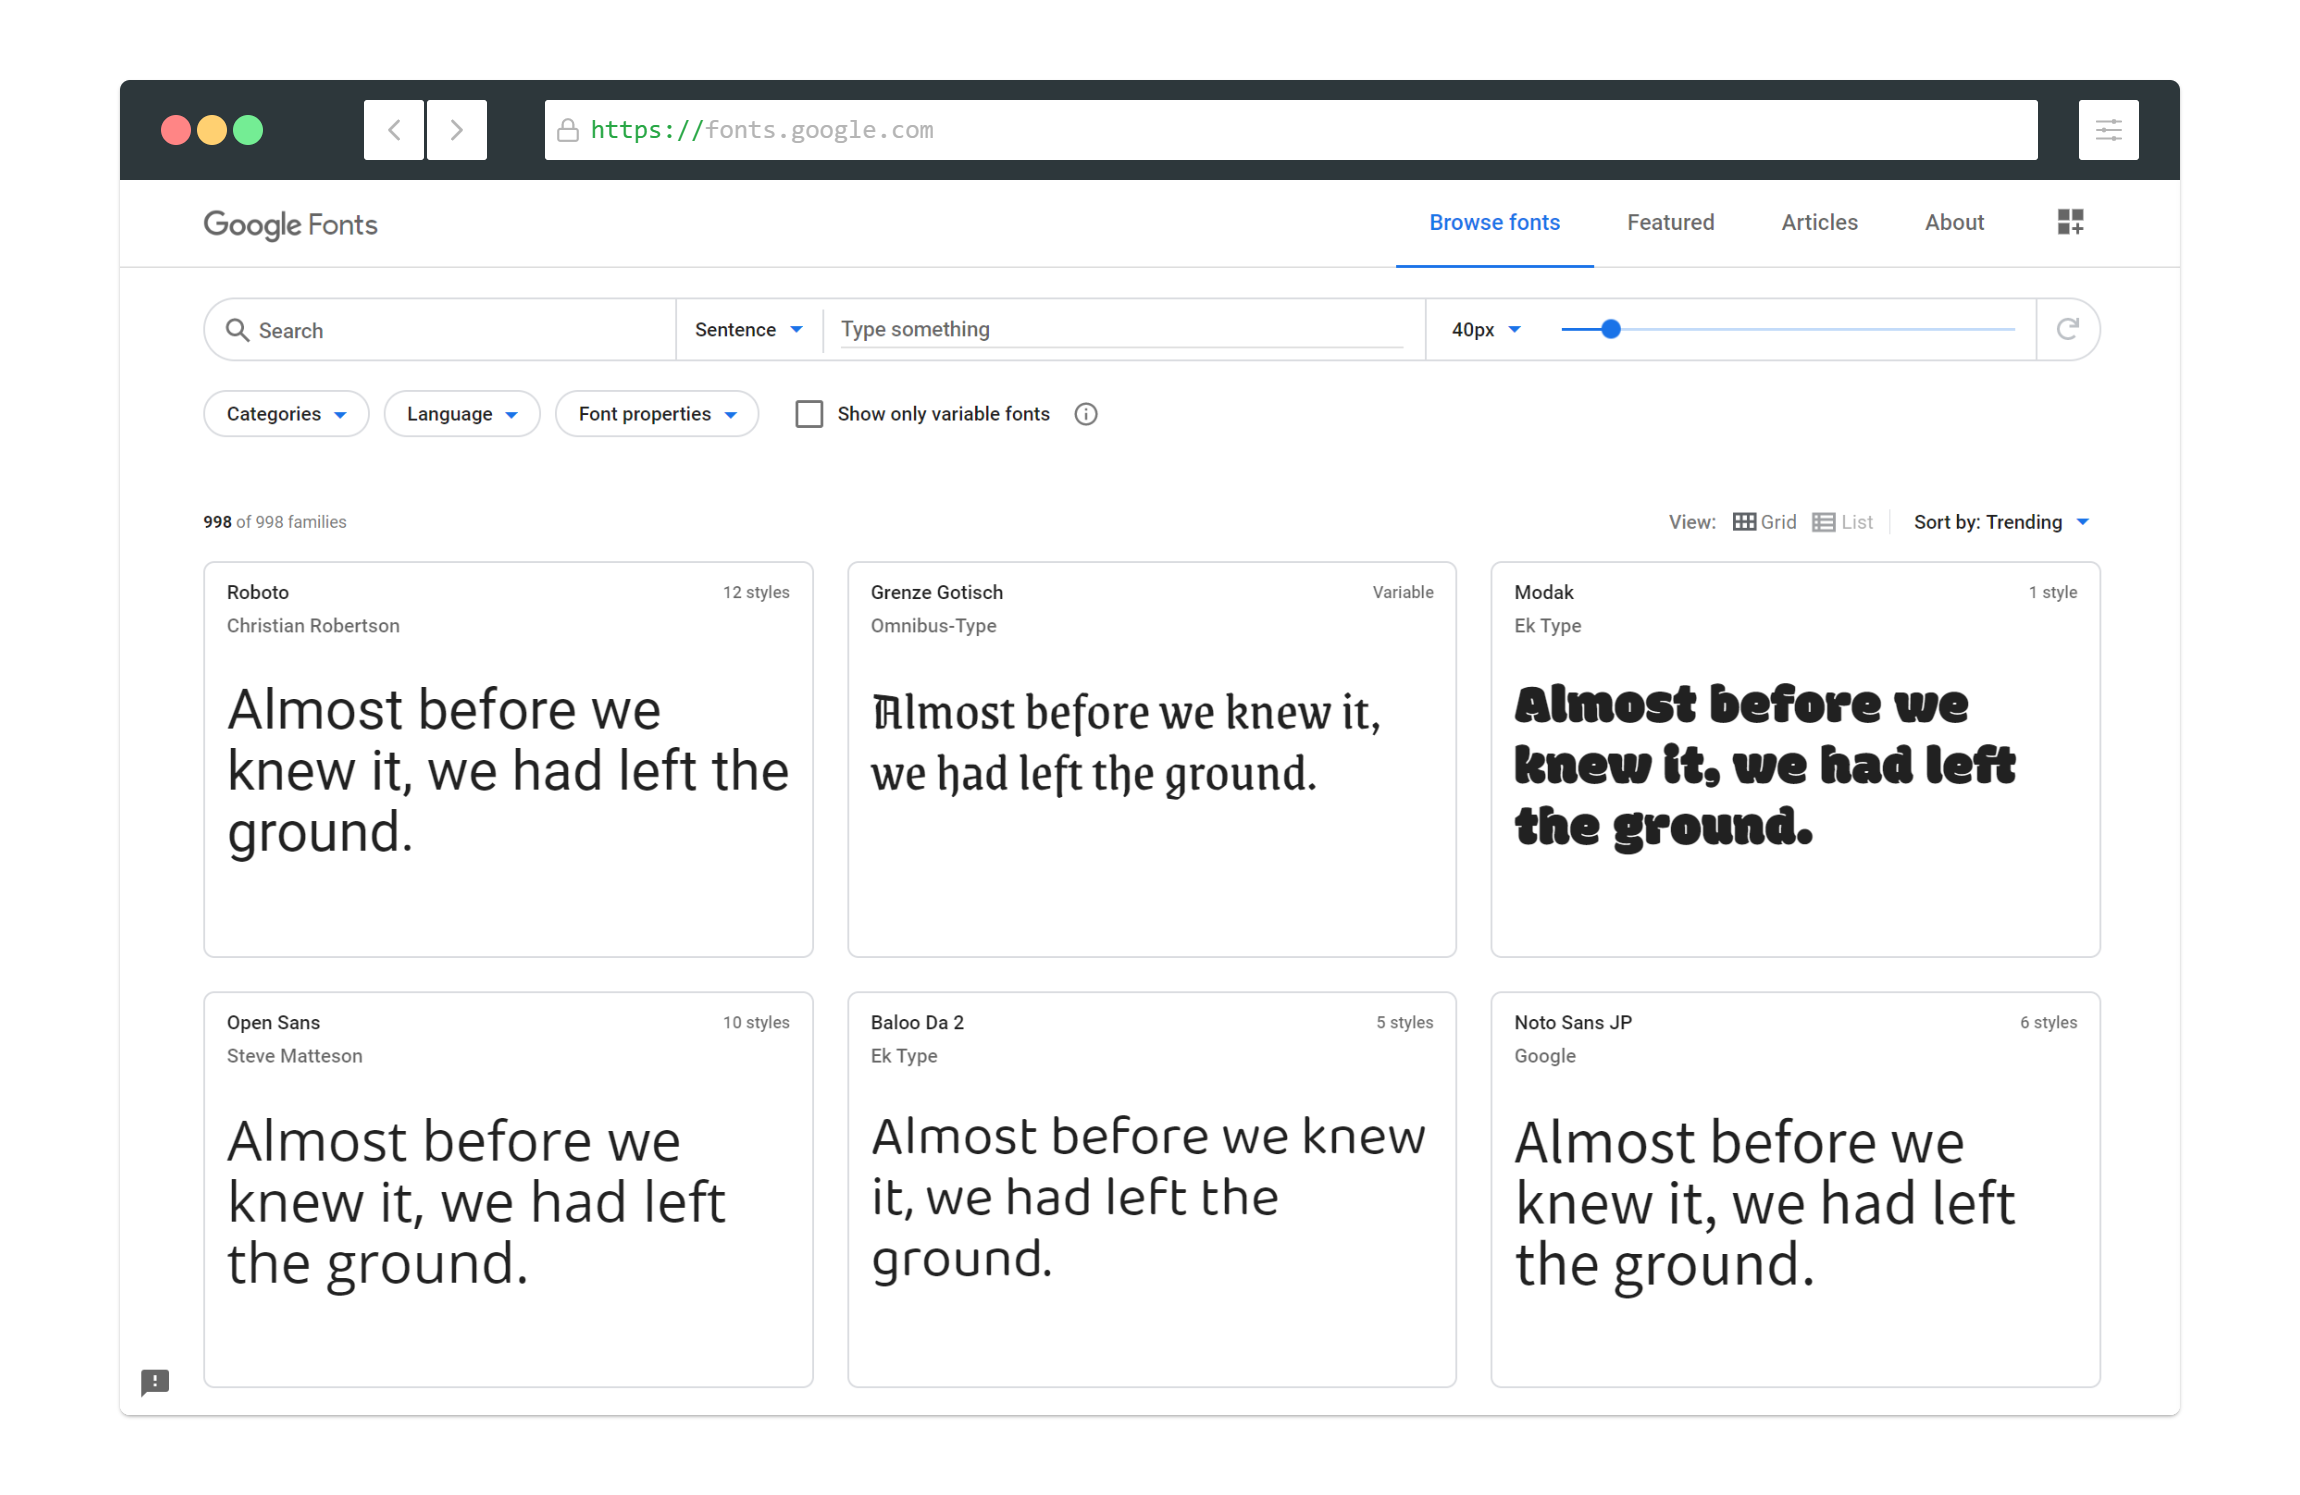 https://fonts.google.com
Google Fonts
Browse fonts
Featured
Articles
About
Search
Sentence
Type something
40px
Categories
Language
Font properties
Show only variable fonts
998 of 998 families
View: Grid List
Sort by: Trending
Roboto
12 styles
Christian Robertson
Almost before we
knew it, we had left the
ground.
Grenze Gotisch
Variable
Omnibus-Type
Almost before we knew it,
we had left the ground.
Modak
1 style
Ek Type
Almost before we
knew it, we had left
the ground.
Open Sans
10 styles
Steve Matteson
Almost before we
knew it, we had left
the ground.
Baloo Da 2
5 styles
Ek Type
Almost before we knew
it, we had left the
ground.
Noto Sans JP
6 styles
Google
Almost before we
knew it, we had left
the ground.